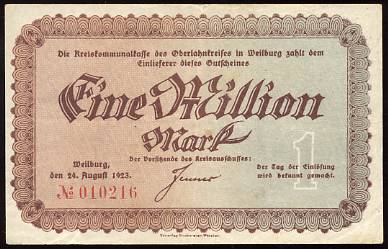 Die Kreiskommunalkasse des Oberlahnkreises in Weilburg zahlt dem
Einlieferer dieses Gutscheines
Eine Million
Mark
Weilburg,
den 24. August 1923.
Der Vorsitzende des Kreisausschusses:
Der Tag der Einlösung
wird bekannt gemacht.
№ 010216
1